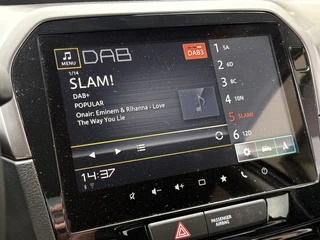 DAB
DAB3
MENU
1/14
SLAM!
DAB+
POPULAR
Onair: Eminem & Rihanna - Love
The Way You Lie
14:37
1 5A
2 6D
3 BC
4 10N
5 SLAM!
6 12D
PASSENGER
AIRBAG